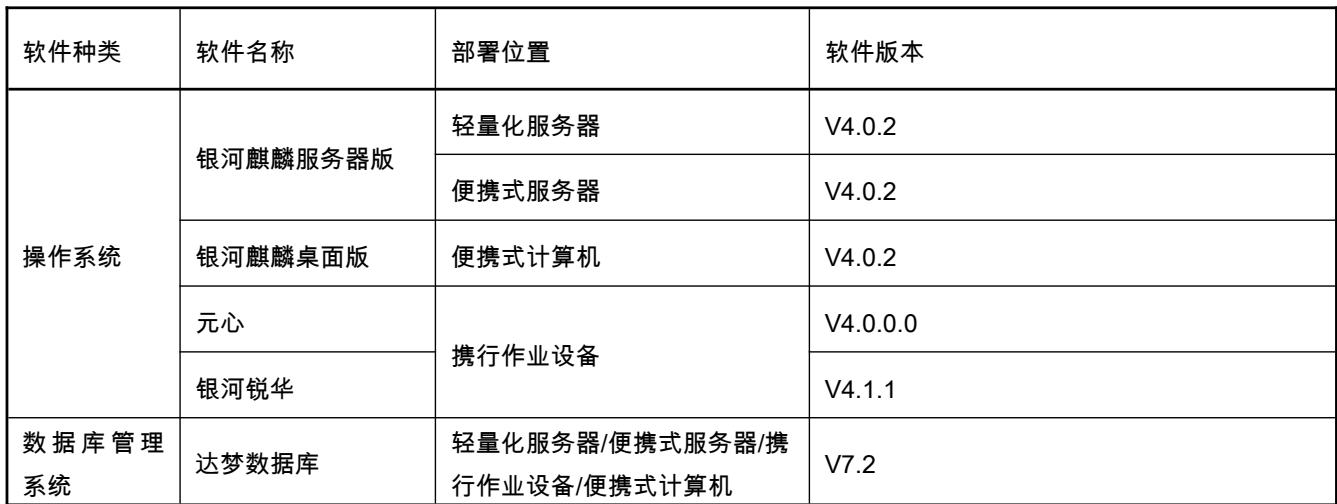 软件种类 软件名称 部署位置 软件版本
轻量化服务器 V4.0.2
银河麒麟服务器版
便携式服务器 V4.0.2
操作系统 银河麒麟桌面版 便携式计算机 V4.0.2
元心 V4.0.0.0
携行作业设备
银河锐华 V4.1.1
数据库管理
系统
达梦数据库
轻量化服务器/便携式服务器/携
行作业设备/便携式计算机
V7.2